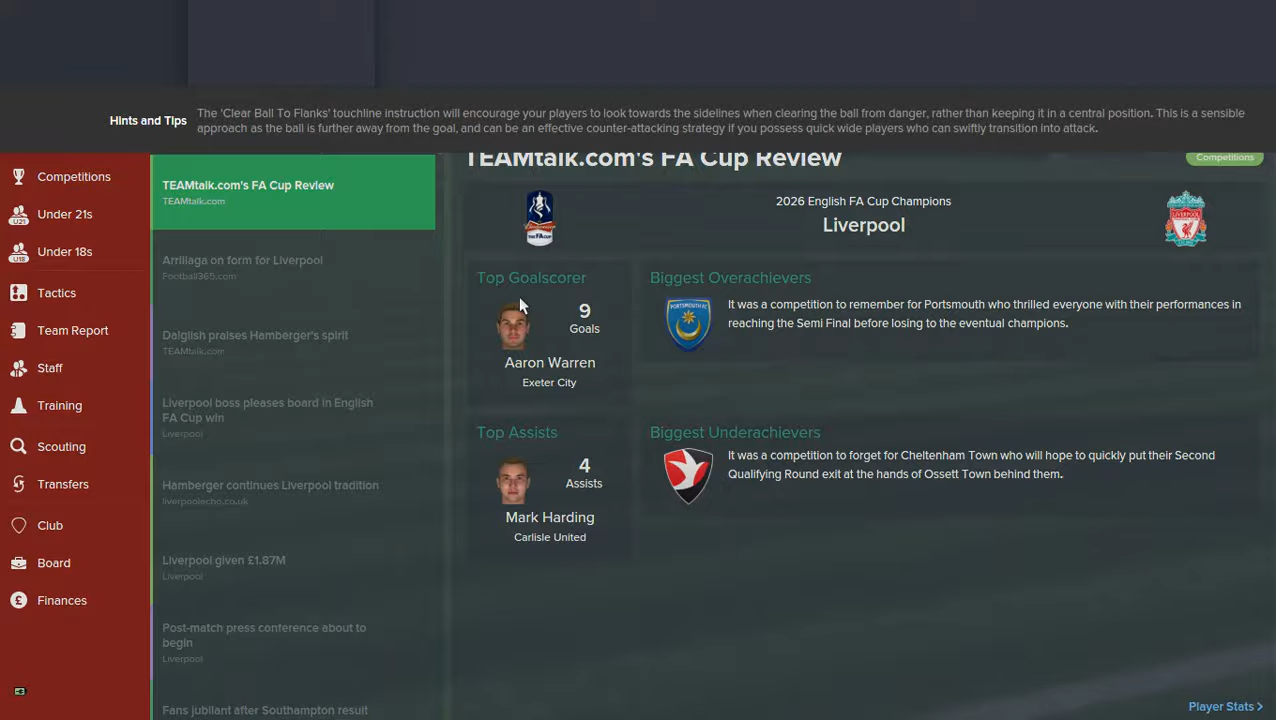 Hints and Tips
The 'Clear Ball To Flanks' touchline instruction will encourage your players to look towards the sidelines when clearing the ball from danger, rather than keeping it in a central position. This is a sensible
approach as the ball is further away from the goal, and can be an effective counter-attacking strategy if you possess quick wide players who can swiftly transition into attack.
Competitions
U21
Under 21s
U18
Under 18s
Tactics
Team Report
Staff
Training
Scouting
Transfers
Club
Board
£
Finances
TEAMtalk.com's FA Cup Review
TEAMtalk.com
Arrillaga on form for Liverpool
Football365.com
Dalglish praises Hamberger's spirit
TEAMtalk.com
Liverpool boss pleases board in English
FA Cup win
Liverpool
Hamberger continues Liverpool tradition
liverpoolecho.co.uk
Liverpool given £1.87M
Liverpool
Post-match press conference about to
begin
Liverpool
Fans jubilant after Southampton result
TEAMtalk.com's FA Cup Review
Competitions
THE FA CUP
2026 English FA Cup Champions
Liverpool
Top Goalscorer
9
Goals
Aaron Warren
Exeter City
Biggest Overachievers
PORTSMOUTH FC
It was a competition to remember for Portsmouth who thrilled everyone with their performances in
reaching the Semi Final before losing to the eventual champions.
Top Assists
4
Assists
Mark Harding
Carlisle United
Biggest Underachievers
It was a competition to forget for Cheltenham Town who will hope to quickly put their Second
Qualifying Round exit at the hands of Ossett Town behind them.
Player Stats >